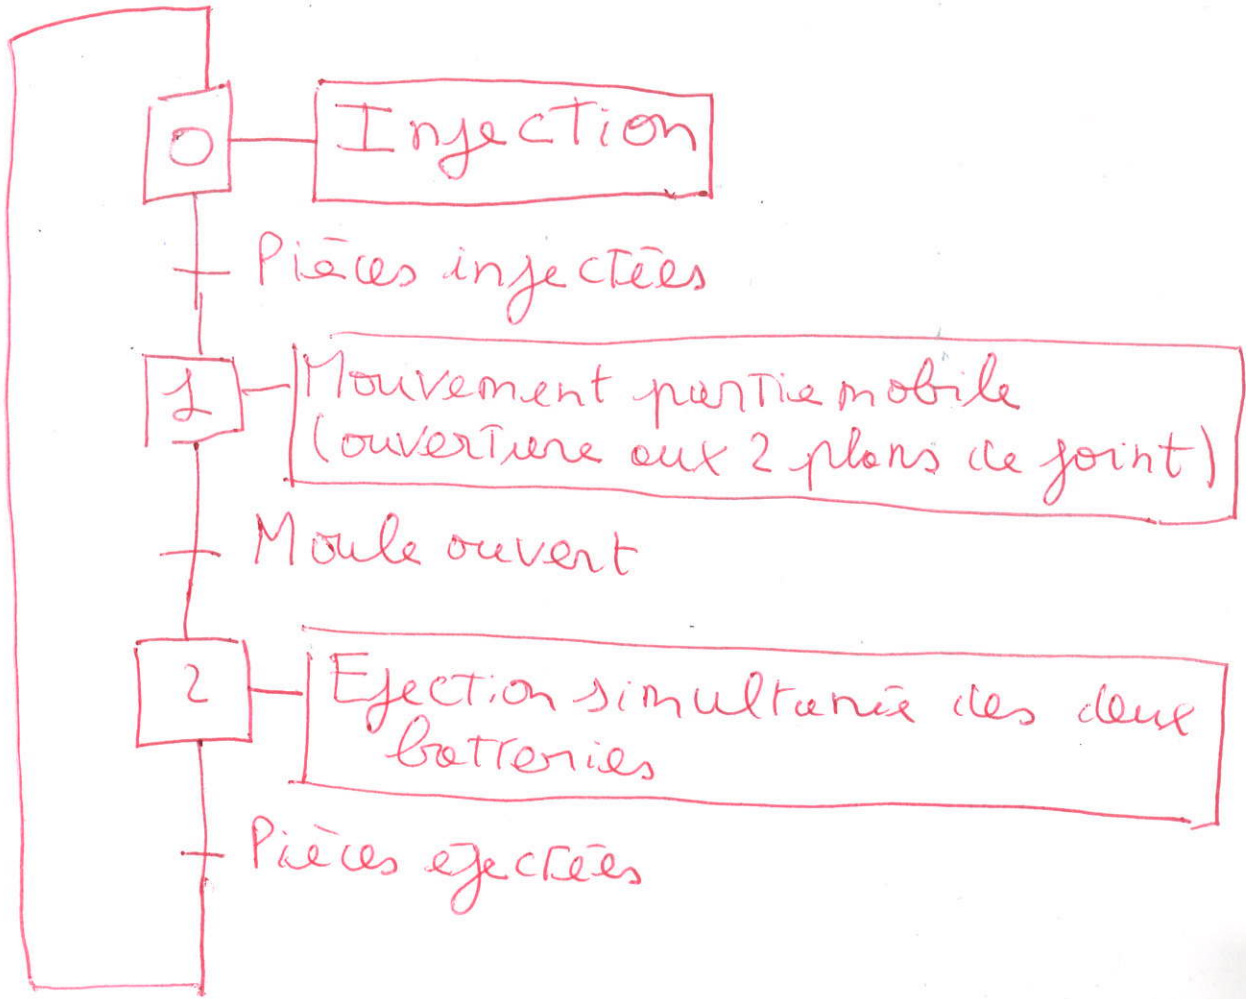 0
Injection
Pièces injectées
1
Mouvement partie mobile
(ouverture aux 2 plans de joint)
Moule ouvert
2
Ejection simultanée des deux
batteries
Pièces ejectées